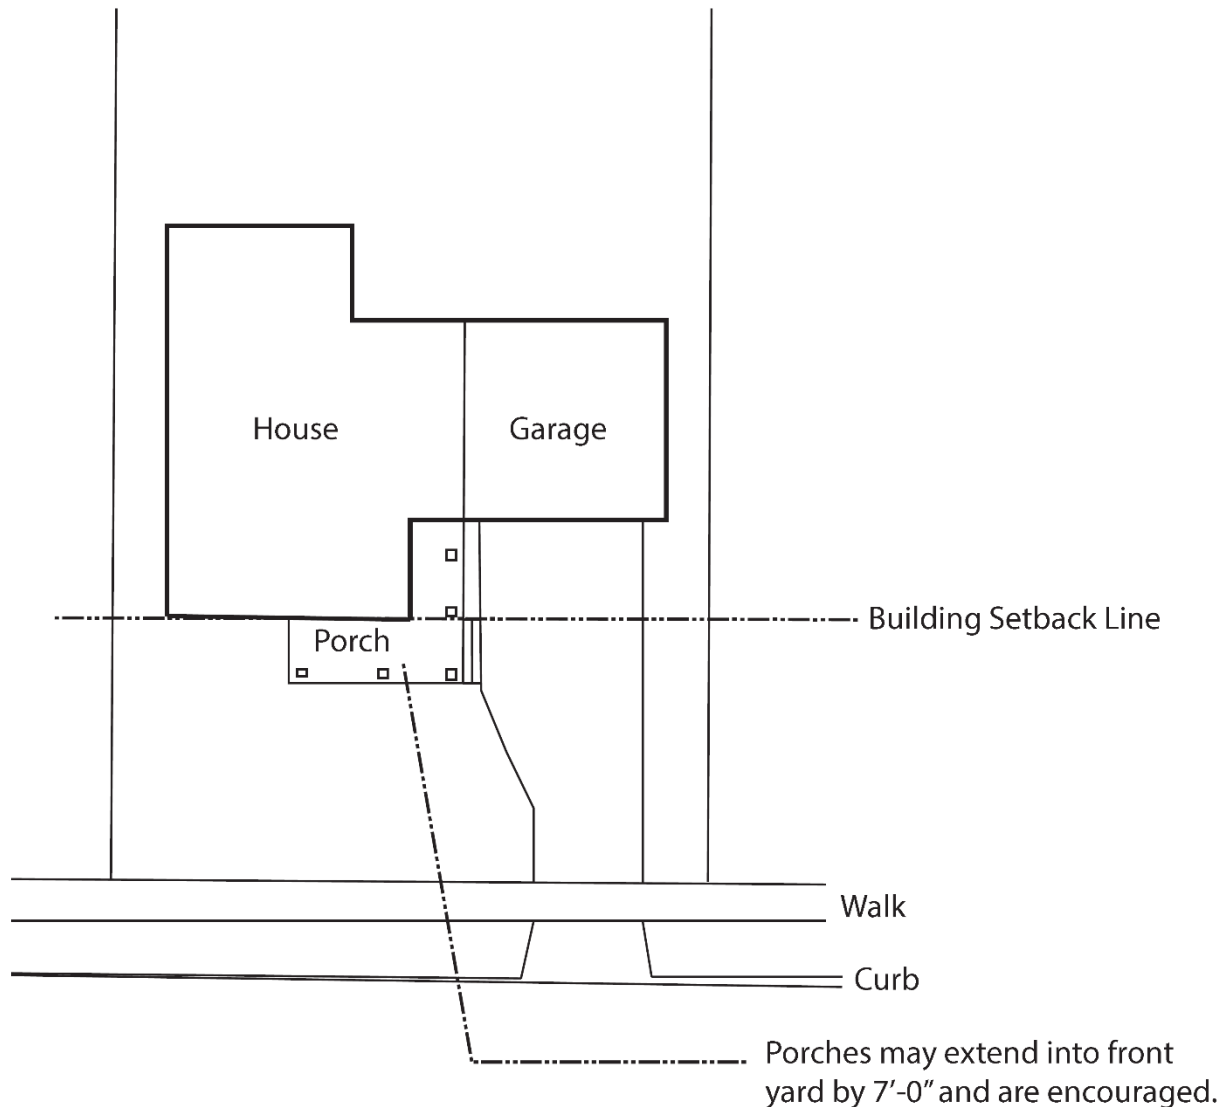 House
Garage
Building Setback Line
Porch
Walk
Curb
Porches may extend into front
yard by 7’-0” and are encouraged.